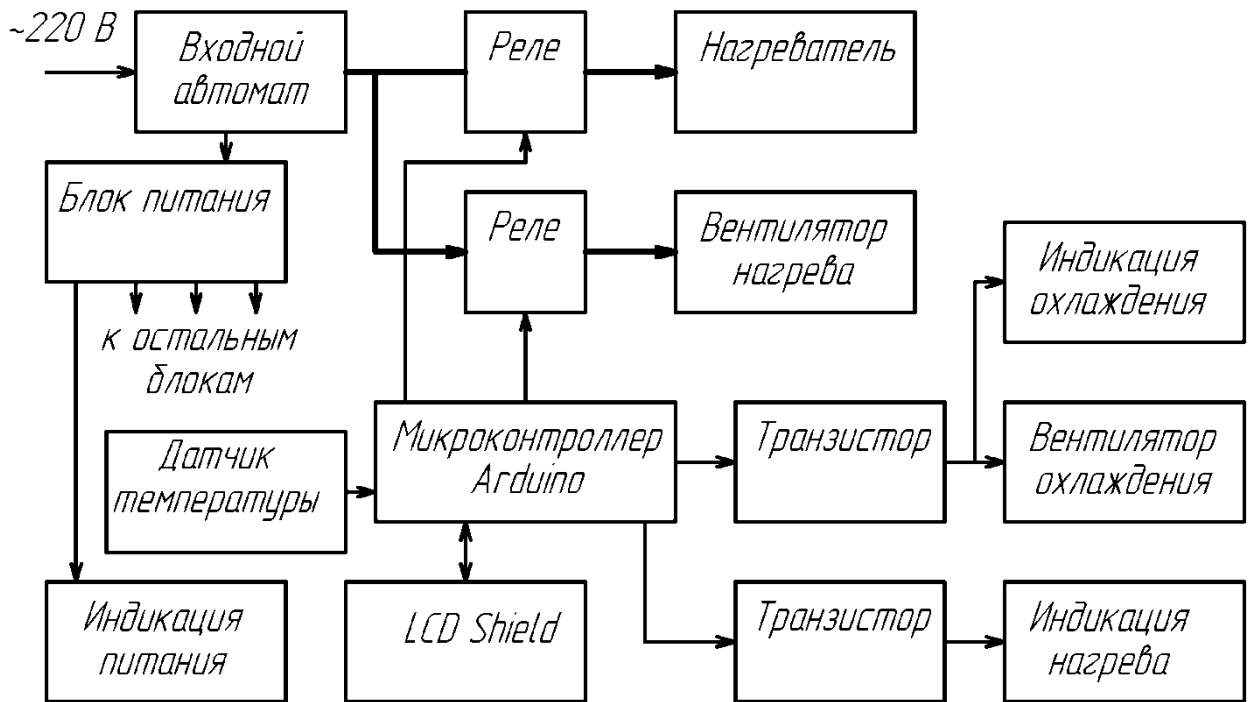 ~220 В
Входной
автомат
Реле
Нагреватель
Блок питания
Реле
Вентилятор
нагрева
Индикация
охлаждения
к остальным
блокам
Датчик
температуры
Микроконтроллер
Arduino
Транзистор
Вентилятор
охлаждения
Индикация
питания
LCD Shield
Транзистор
Индикация
нагрева